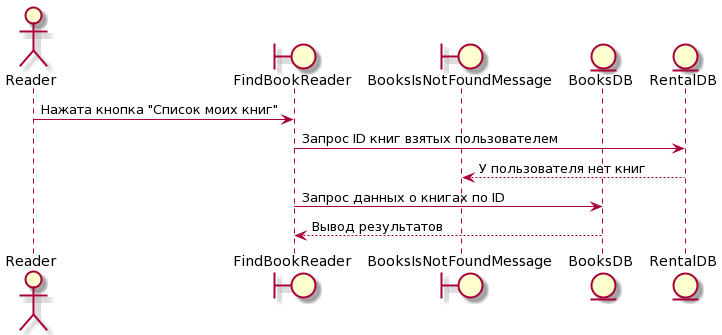 Reader
FindBookReader
BooksIsNotFoundMessage
BooksDB
RentalDB
Нажата кнопка "Список моих книг"
Запрос ID книг взятых пользователем
У пользователя нет книг
Запрос данных о книгах по ID
Вывод результатов
Reader
FindBookReader
BooksIsNotFoundMessage
BooksDB
RentalDB